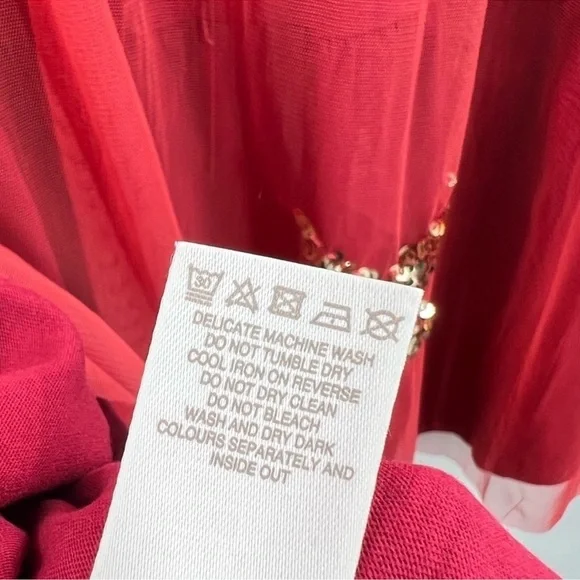 30
DELICATE MACHINE WASH
DO NOT TUMBLE DRY
COOL IRON ON REVERSE
DO NOT DRY CLEAN
DO NOT BLEACH
WASH AND DRY DARK
COLOURS SEPARATELY AND
INSIDE OUT